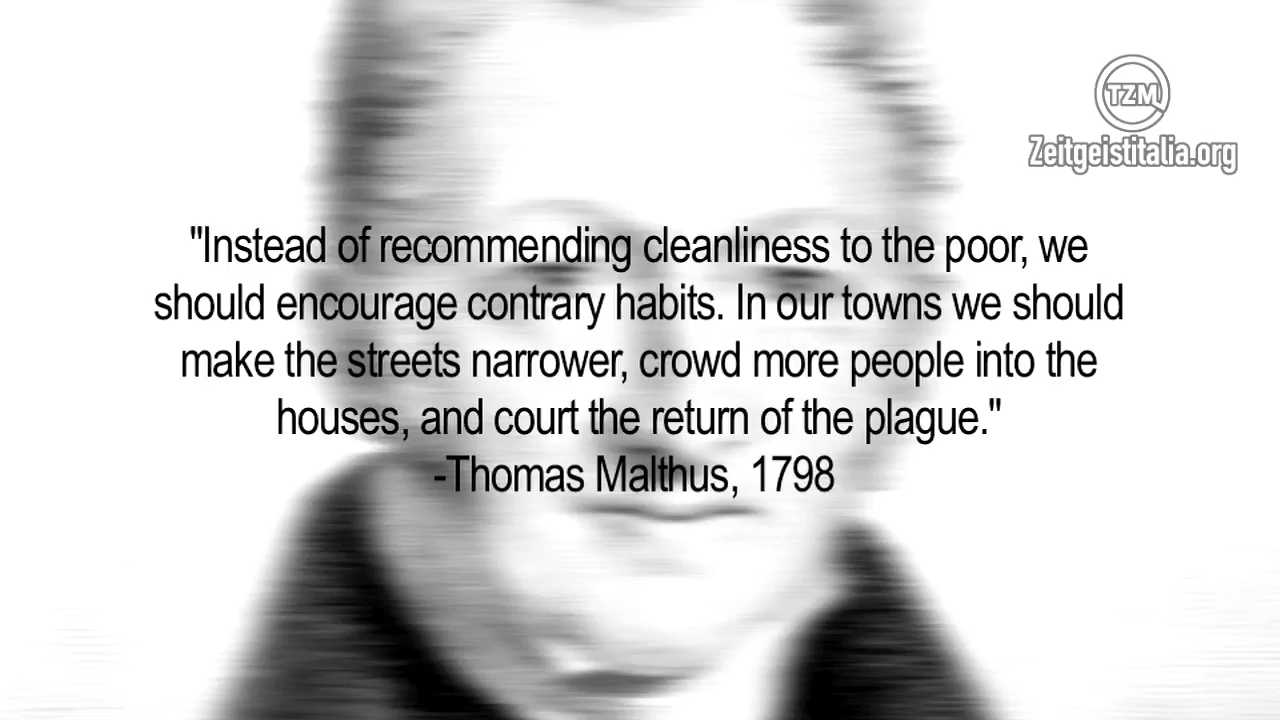 TZM
Zeitgeistitalia.org
"Instead of recommending cleanliness to the poor, we
should encourage contrary habits. In our towns we should
make the streets narrower, crowd more people into the
houses, and court the return of the plague."
-Thomas Malthus, 1798